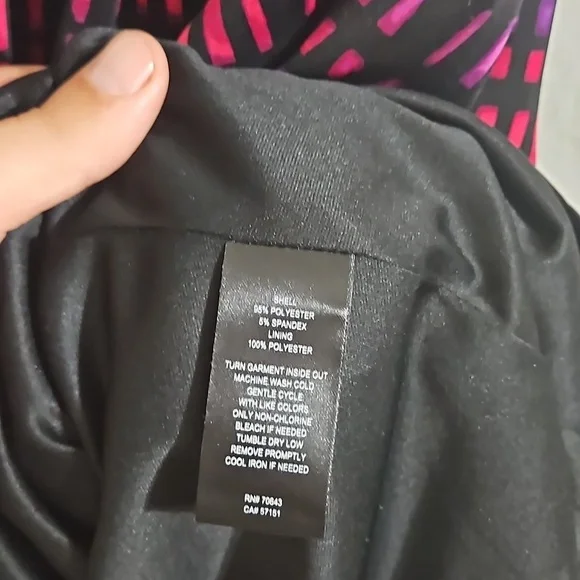 SHELL
95% POLYESTER
5% SPANDEX
LINING
100% POLYESTER
TURN GARMENT INSIDE OUT
MACHINE WASH COLD
GENTLE CYCLE
WITH LIKE COLORS
ONLY NON-CHLORINE
BLEACH IF NEEDED
TUMBLE DRY LOW
REMOVE PROMPTLY
COOL IRON IF NEEDED
RN# 70843
CA# 57151